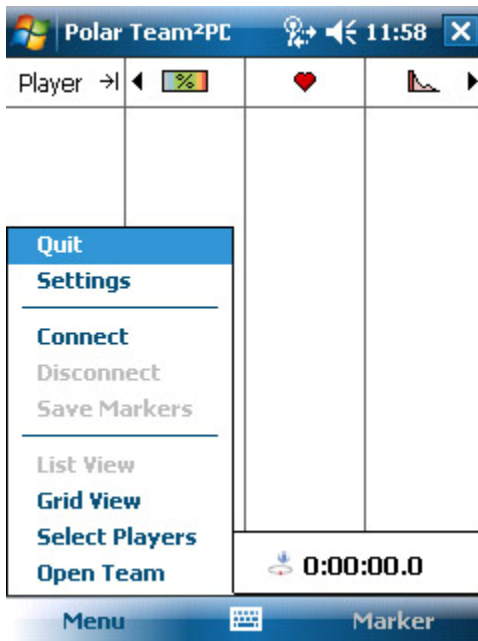 Polar Team²PC 11:58
Player %
Quit
Settings
Connect
Disconnect
Save Markers
List View
Grid View
Select Players
Open Team
0:00:00.0
Menu Marker